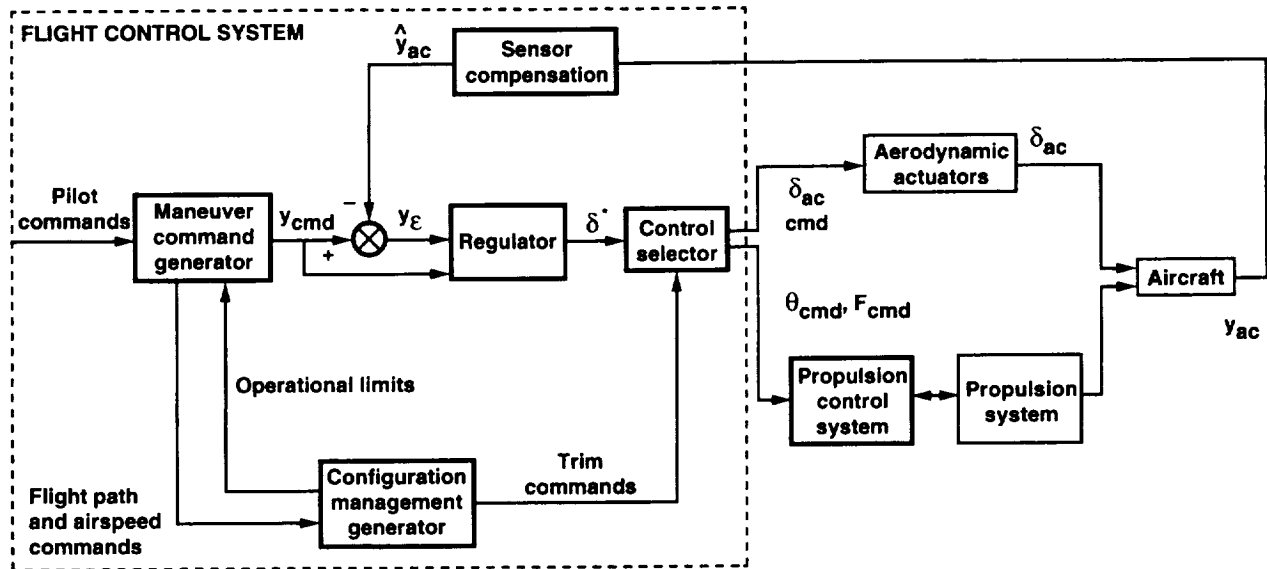 FLIGHT CONTROL SYSTEM
ŷac
Sensor
compensation
Aerodynamic
actuators
δac
δac
cmd
Pilot
commands
Maneuver
command
generator
ycmd
−
+
yε
Regulator
δ*
Control
selector
Aircraft
yac
θcmd, Fcmd
Operational limits
Propulsion
control
system
Propulsion
system
Configuration
management
generator
Trim
commands
Flight path
and airspeed
commands